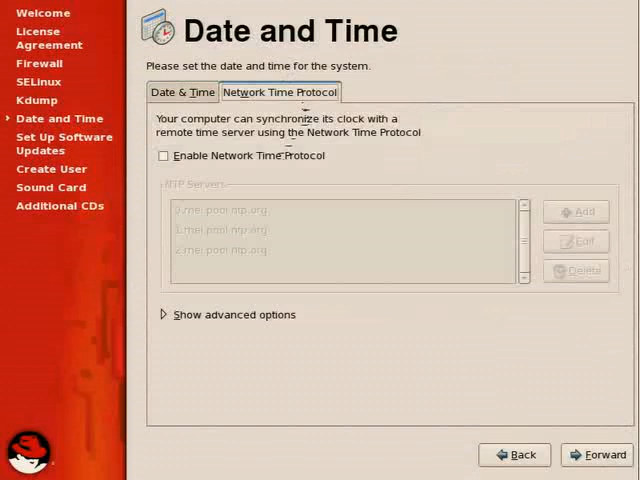 Welcome
License
Agreement
Firewall
SELinux
Kdump
Date and Time
Set Up Software
Updates
Create User
Sound Card
Additional CDs
Date and Time
Please set the date and time for the system.
Date & Time
Network Time Protocol
Your computer can synchronize its clock with a
remote time server using the Network Time Protocol
Enable Network Time Protocol
NTP Servers
0.rhel.pool.ntp.org
1.rhel.pool.ntp.org
2.rhel.pool.ntp.org
Add
Edit
Delete
Show advanced options
Back
Forward